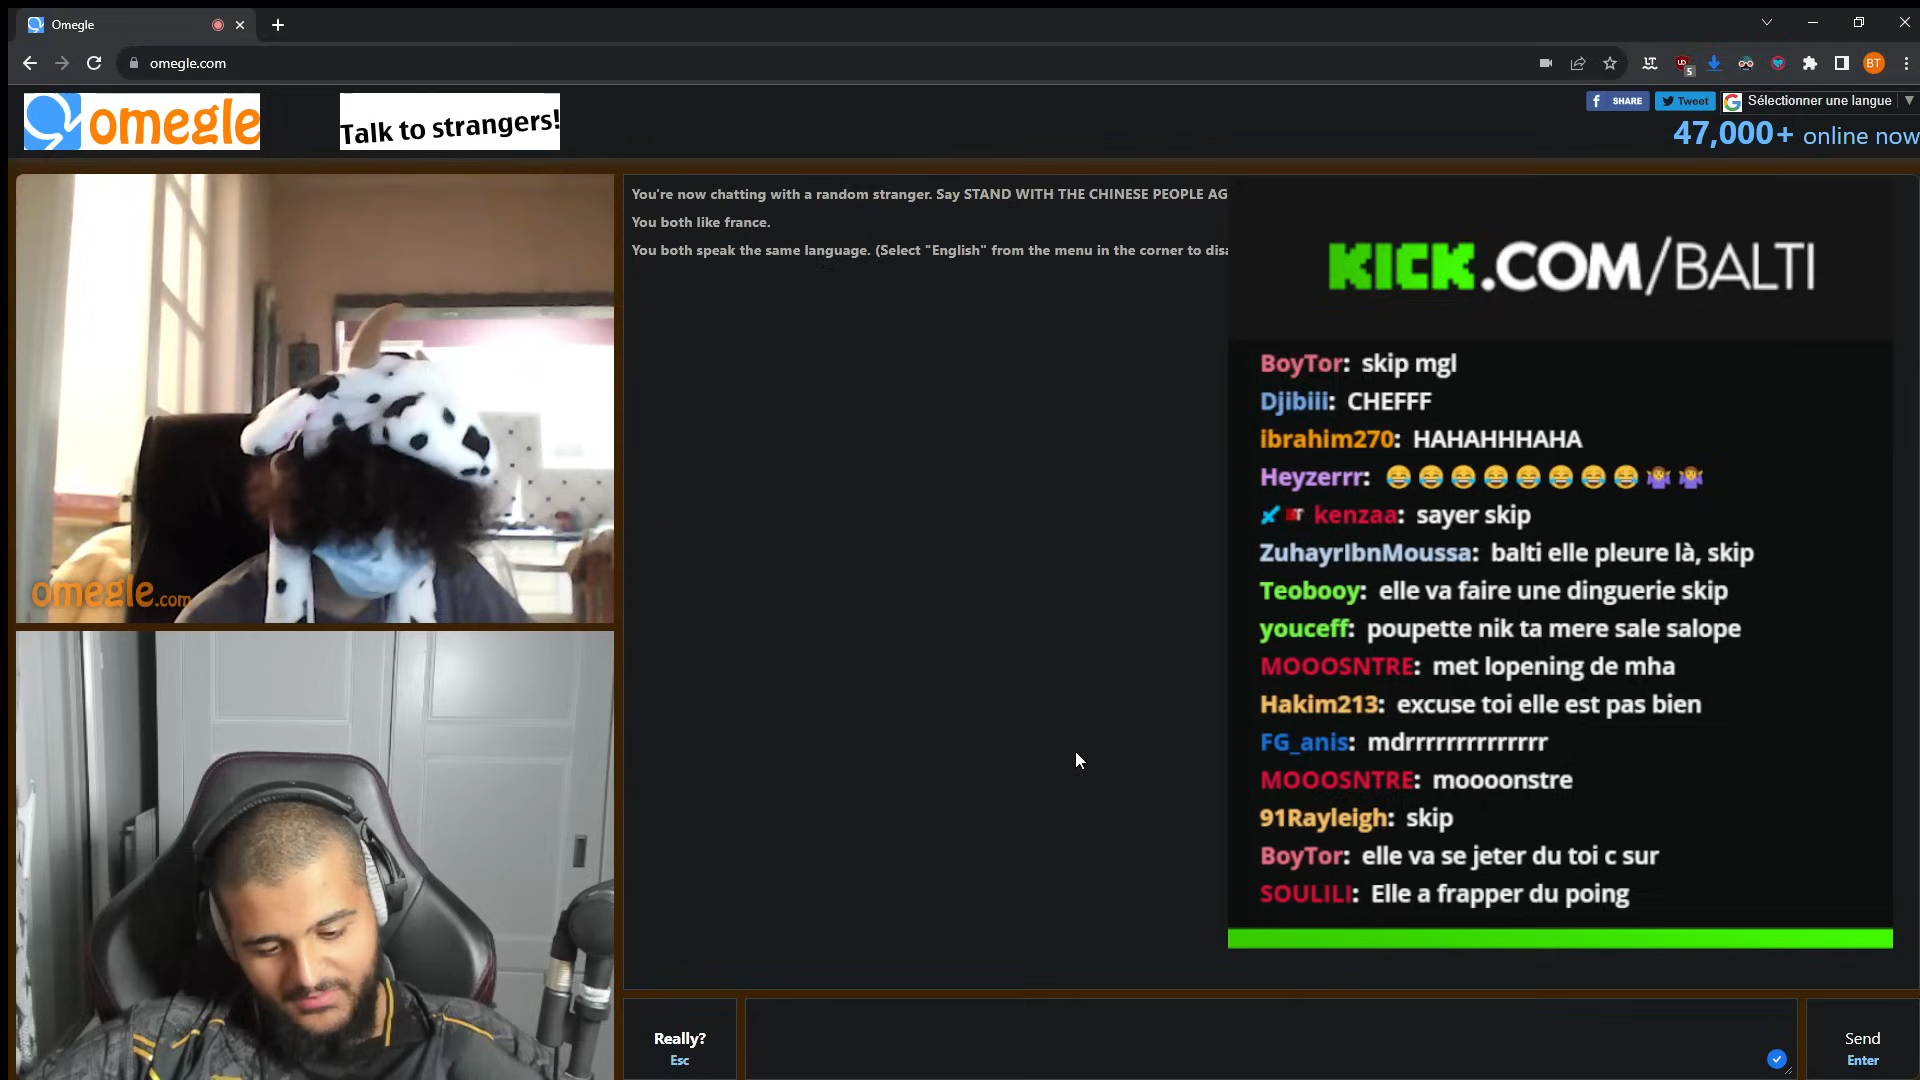 Omegle
omegle.com
BT
5
omegle
Talk to strangers!
SHARE
Tweet
Sélectionner une langue
47,000+ online now
You're now chatting with a random stranger. Say STAND WITH THE CHINESE PEOPLE AG
You both like france.
You both speak the same language. (Select "English" from the menu in the corner to disa
omegle.com
KICK.COM/BALTI
BoyTor: skip mgl
Djibiii: CHEFFF
ibrahim270: HAHAHHHAHA
Heyzerrr: 😂😂😂😂😂😂😂😂🤷‍♀️🤷‍♀️
kenzaa: sayer skip
ZuhayrIbnMoussa: balti elle pleure là, skip
Teobooy: elle va faire une dinguerie skip
youceff: poupette nik ta mere sale salope
MOOOSNTRE: met lopening de mha
Hakim213: excuse toi elle est pas bien
FG_anis: mdrrrrrrrrrrrrrr
MOOOSNTRE: moooonstre
91Rayleigh: skip
BoyTor: elle va se jeter du toi c sur
SOULILI: Elle a frapper du poing
Really?
Esc
Send
Enter